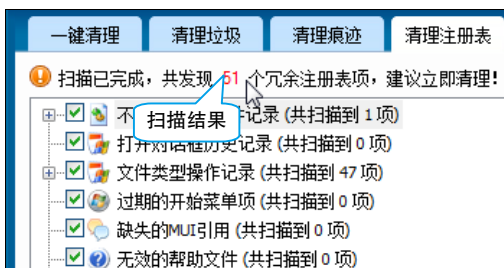 一键清理 清理垃圾 清理痕迹 清理注册表
扫描已完成，共发现 51 个冗余注册表项，建议立即清理!
不 记录 (共扫描到 1 项)
扫描结果
打开对话框历史记录 (共扫描到 0 项)
文件类型操作记录 (共扫描到 47 项)
过期的开始菜单项 (共扫描到 0 项)
缺失的MUI引用 (共扫描到 0 项)
无效的帮助文件 (共扫描到 0 项)